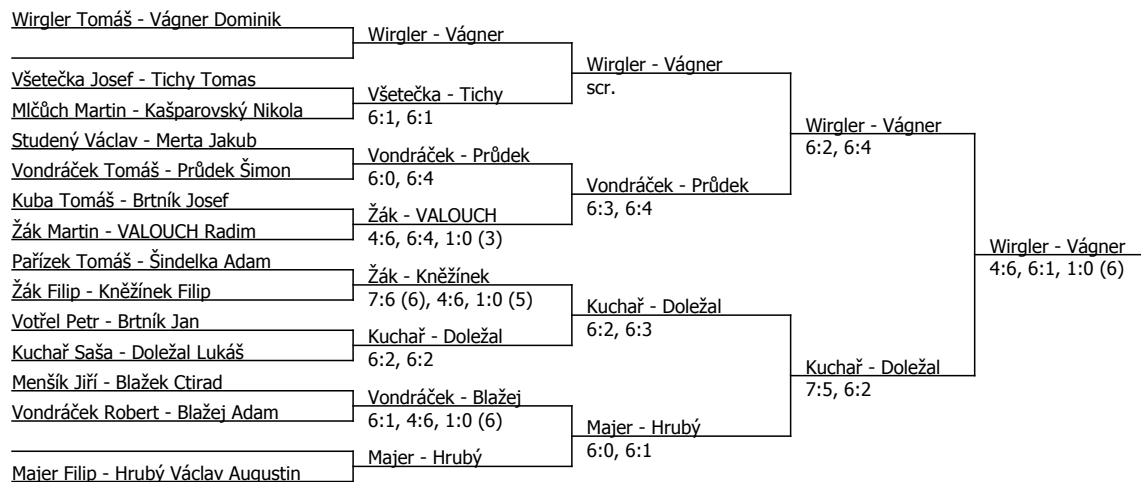 Wirgler Tomáš - Vágner Dominik
Všetečka Josef - Tichy Tomas
Mlčůch Martin - Kašparovský Nikola
Studený Václav - Merta Jakub
Vondráček Tomáš - Průdek Šimon
Kuba Tomáš - Brtník Josef
Žák Martin - VALOUCH Radim
Pařízek Tomáš - Šindelka Adam
Žák Filip - Kněžínek Filip
Votřel Petr - Brtník Jan
Kuchař Saša - Doležal Lukáš
Menšík Jiří - Blažek Ctirad
Vondráček Robert - Blažej Adam
Majer Filip - Hrubý Václav Augustin
Wirgler - Vágner
Všetečka - Tichy
6:1, 6:1
Vondráček - Průdek
6:0, 6:4
Žák - VALOUCH
4:6, 6:4, 1:0 (3)
Žák - Kněžínek
7:6 (6), 4:6, 1:0 (5)
Kuchař - Doležal
6:2, 6:2
Vondráček - Blažej
6:1, 4:6, 1:0 (6)
Majer - Hrubý
Wirgler - Vágner
scr.
Vondráček - Průdek
6:3, 6:4
Kuchař - Doležal
6:2, 6:3
Majer - Hrubý
6:0, 6:1
Wirgler - Vágner
6:2, 6:4
Kuchař - Doležal
7:5, 6:2
Wirgler - Vágner
4:6, 6:1, 1:0 (6)